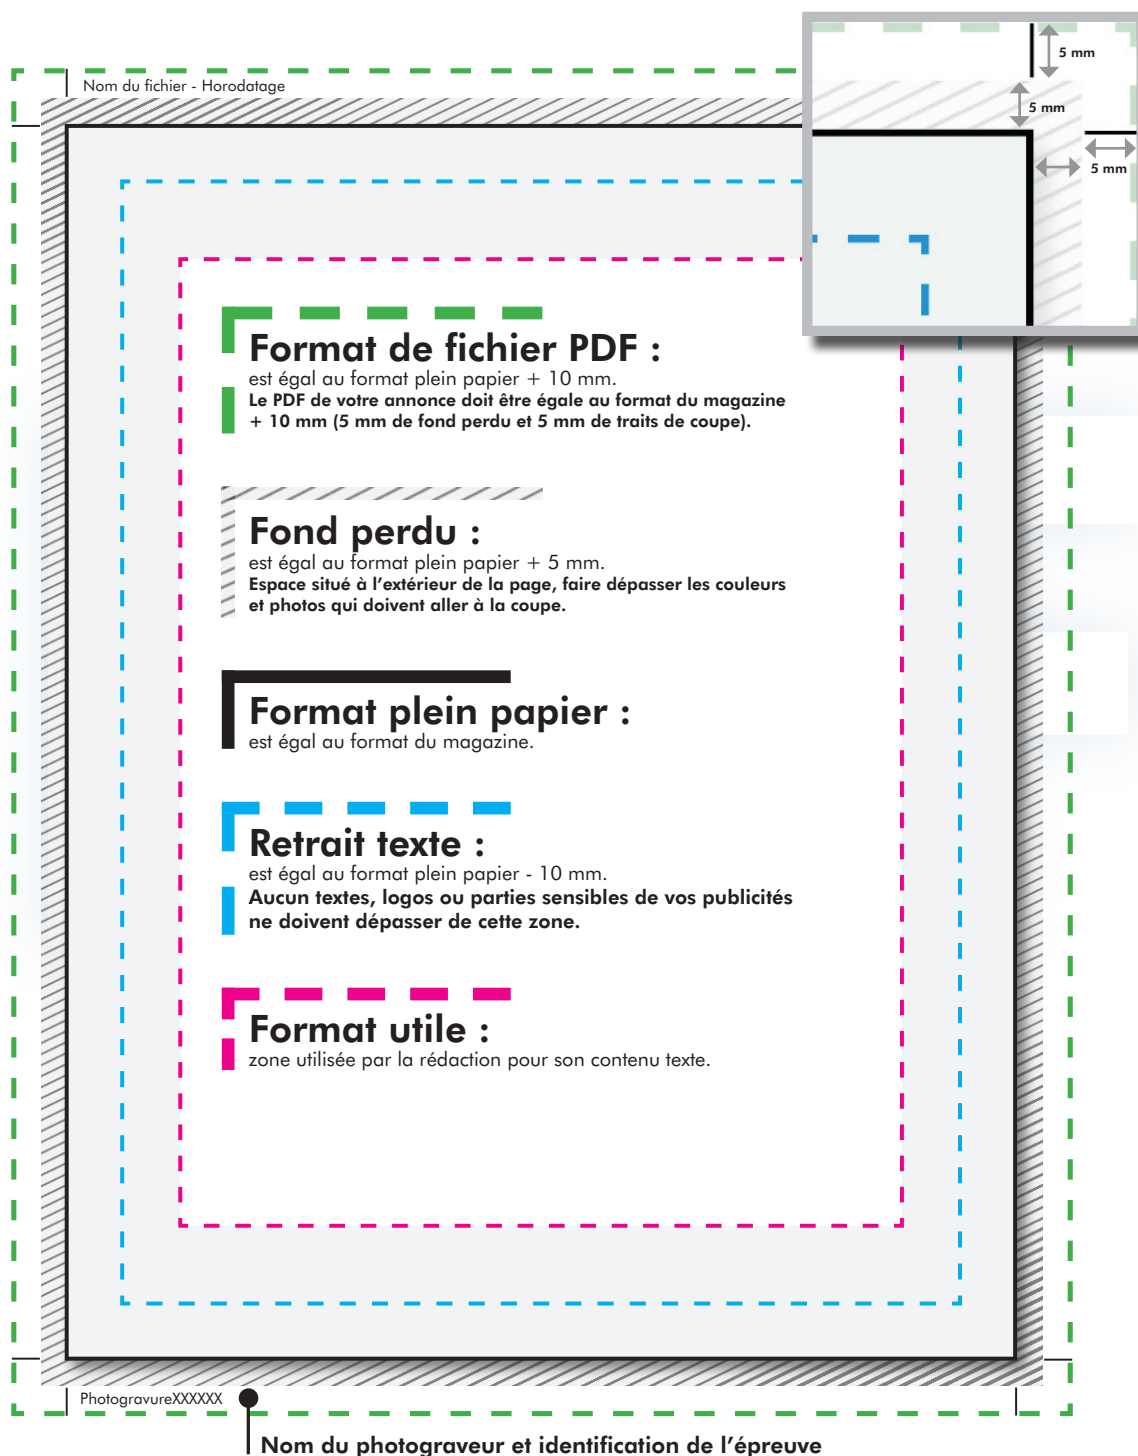 5 mm
Nom du fichier - Horodatage
5 mm
5 mm
Format de fichier PDF :
est égal au format plein papier + 10 mm.
Le PDF de votre annonce doit être égale au format du magazine
+ 10 mm (5 mm de fond perdu et 5 mm de traits de coupe).
Fond perdu :
est égal au format plein papier + 5 mm.
Espace situé à l'extérieur de la page, faire dépasser les couleurs
et photos qui doivent aller à la coupe.
Format plein papier :
est égal au format du magazine.
Retrait texte :
est égal au format plein papier - 10 mm.
Aucun textes, logos ou parties sensibles de vos publicités
ne doivent dépasser de cette zone.
Format utile :
zone utilisée par la rédaction pour son contenu texte.
PhotogravureXXXXXX
Nom du photograveur et identification de l'épreuve